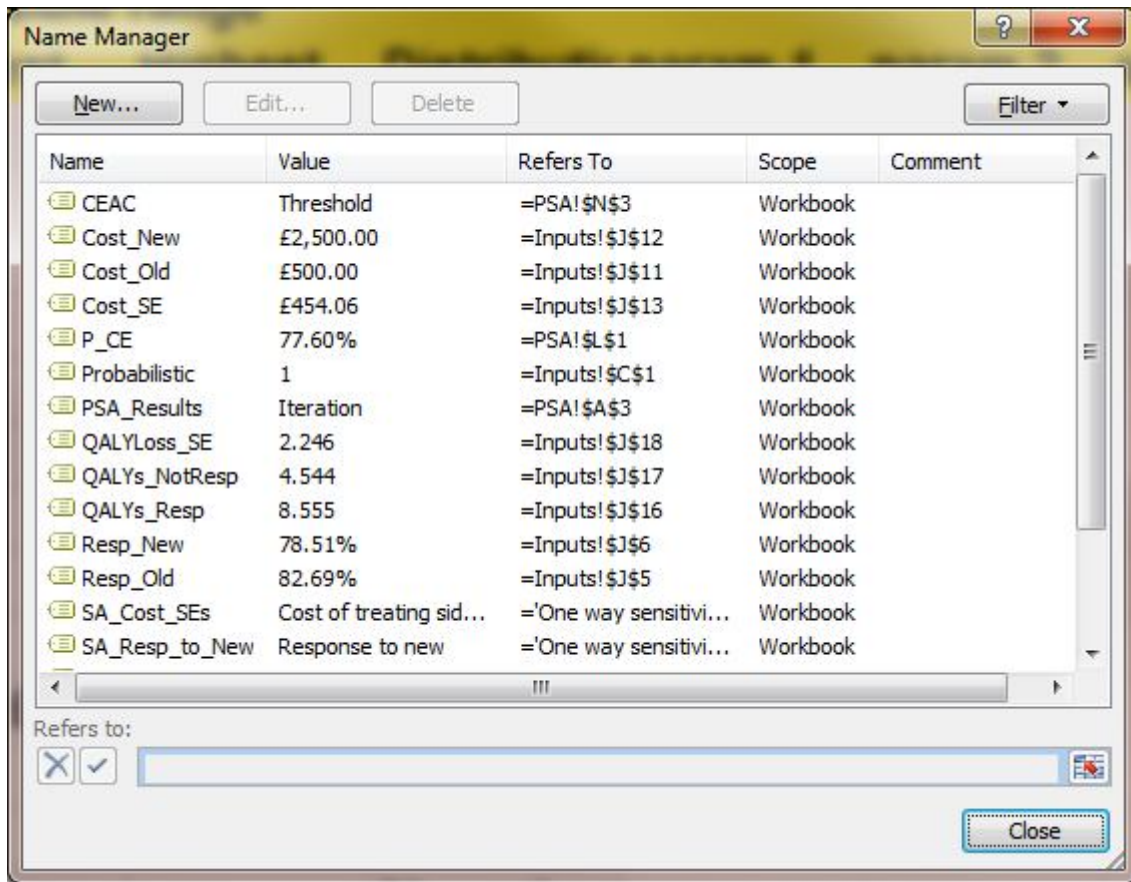 Name Manager
New... Edit... Delete Filter
Name Value Refers To Scope Comment
CEAC Threshold =PSA!$N$3 Workbook
Cost_New £2,500.00 =Inputs!$J$12 Workbook
Cost_Old £500.00 =Inputs!$J$11 Workbook
Cost_SE £454.06 =Inputs!$J$13 Workbook
P_CE 77.60% =PSA!$L$1 Workbook
Probabilistic 1 =Inputs!$C$1 Workbook
PSA_Results Iteration =PSA!$A$3 Workbook
QALYLoss_SE 2.246 =Inputs!$J$18 Workbook
QALYs_NotResp 4.544 =Inputs!$J$17 Workbook
QALYs_Resp 8.555 =Inputs!$J$16 Workbook
Resp_New 78.51% =Inputs!$J$6 Workbook
Resp_Old 82.69% =Inputs!$J$5 Workbook
SA_Cost_SEs Cost of treating sid... ='One way sensitivi... Workbook
SA_Resp_to_New Response to new ='One way sensitivi... Workbook
Refers to:
Close